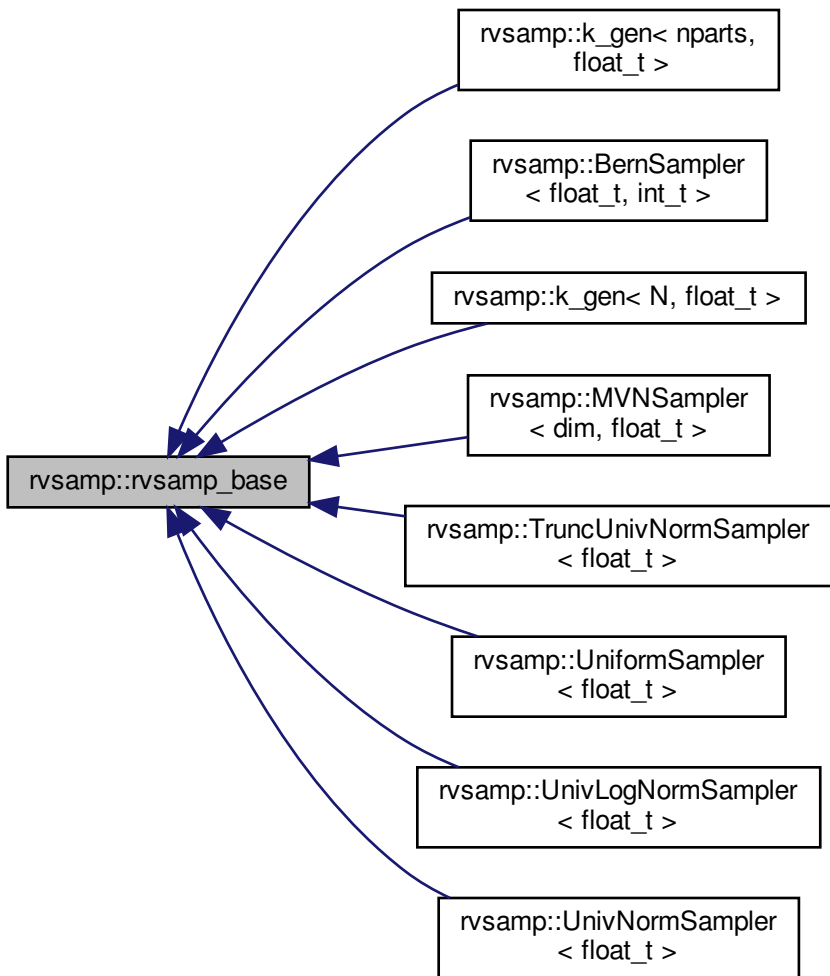 rvsamp::k_gen< nparts,
float_t >
rvsamp::BernSampler
< float_t, int_t >
rvsamp::k_gen< N, float_t >
rvsamp::MVNSampler
< dim, float_t >
rvsamp::rvsamp_base
rvsamp::TruncUnivNormSampler
< float_t >
rvsamp::UniformSampler
< float_t >
rvsamp::UnivLogNormSampler
< float_t >
rvsamp::UnivNormSampler
< float_t >